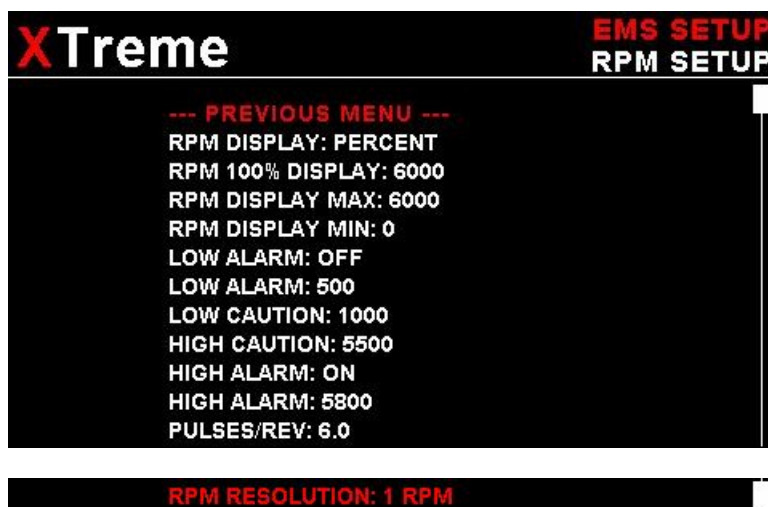 XTreme
EMS SETUP
RPM SETUP
--- PREVIOUS MENU ---
RPM DISPLAY: PERCENT
RPM 100% DISPLAY: 6000
RPM DISPLAY MAX: 6000
RPM DISPLAY MIN: 0
LOW ALARM: OFF
LOW ALARM: 500
LOW CAUTION: 1000
HIGH CAUTION: 5500
HIGH ALARM: ON
HIGH ALARM: 5800
PULSES/REV: 6.0
RPM RESOLUTION: 1 RPM